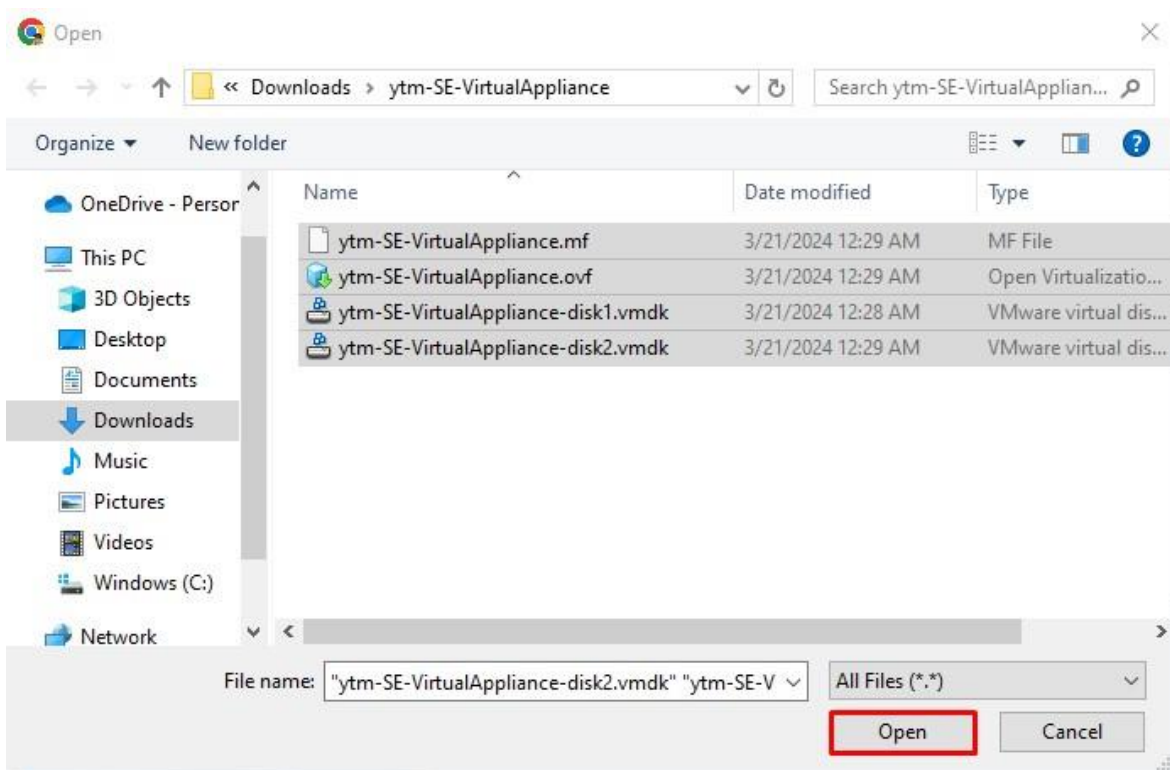 Open
« Downloads › ytm-SE-VirtualAppliance
Search ytm-SE-VirtualApplian...
Organize
New folder
Name
Date modified
Type
OneDrive - Person
This PC
3D Objects
Desktop
Documents
Downloads
Music
Pictures
Videos
Windows (C:)
Network
ytm-SE-VirtualAppliance.mf 3/21/2024 12:29 AM MF File
ytm-SE-VirtualAppliance.ovf 3/21/2024 12:29 AM Open Virtualizatio...
ytm-SE-VirtualAppliance-disk1.vmdk 3/21/2024 12:28 AM VMware virtual dis...
ytm-SE-VirtualAppliance-disk2.vmdk 3/21/2024 12:29 AM VMware virtual dis...
File name: "ytm-SE-VirtualAppliance-disk2.vmdk" "ytm-SE-V
All Files (*.*)
Open
Cancel